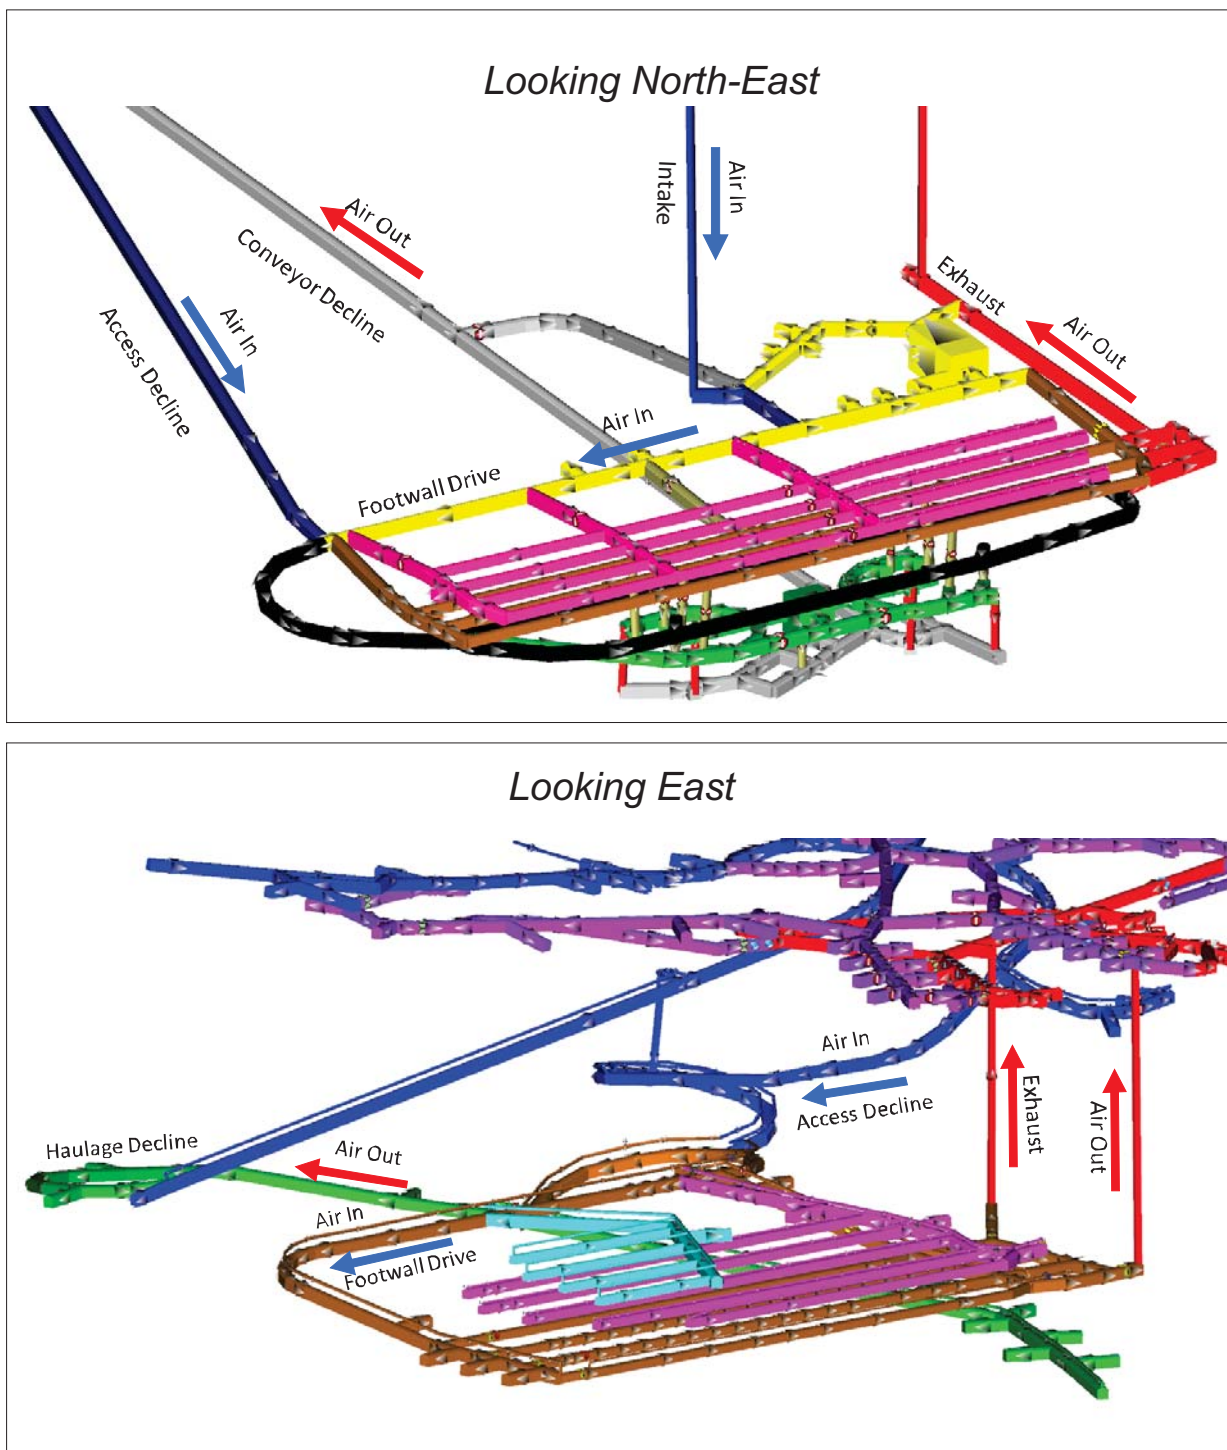 Looking North-East
Air Out
Conveyor Decline
Air In
Access Decline
Intake
Air In
Exhaust
Air Out
Air In
Footwall Drive
Looking East
Air In
Access Decline
Haulage Decline
Air Out
Air In
Footwall Drive
Exhaust
Air Out